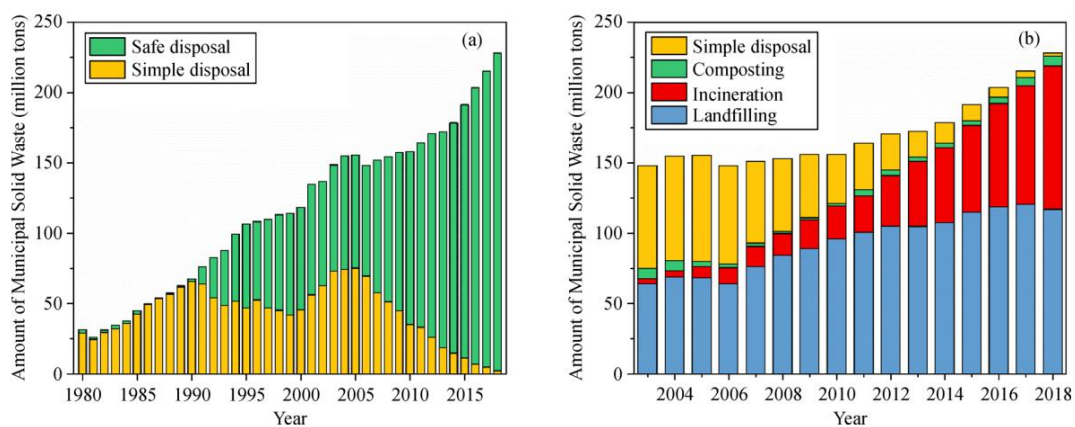 (a)
Safe disposal
Simple disposal
Amount of Municipal Solid Waste (million tons)
250
200
150
100
50
0
1980 1985 1990 1995 2000 2005 2010 2015
Year
(b)
Simple disposal
Composting
Incineration
Landfilling
Amount of Municipal Solid Waste (million tons)
250
200
150
100
50
0
2004 2006 2008 2010 2012 2014 2016 2018
Year